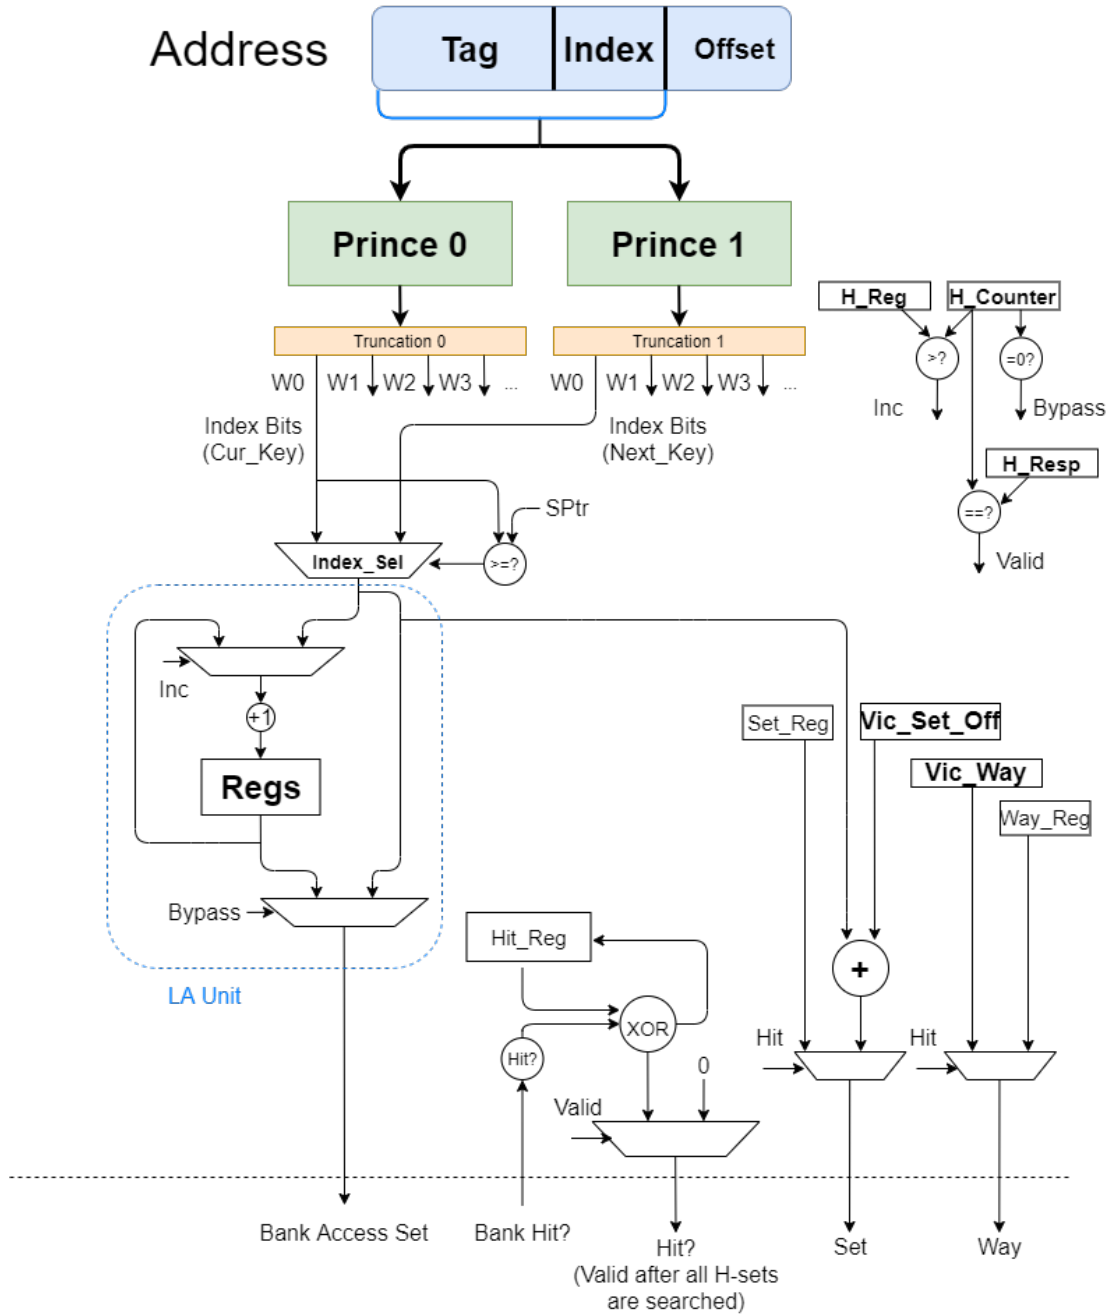 Address
Tag
Index
Offset
Prince 0
Prince 1
H_Reg
H_Counter
Truncation 0
Truncation 1
>?
=0?
W0
W1
W2
W3
...
W0
W1
W2
W3
...
Inc
Bypass
Index Bits
(Cur_Key)
Index Bits
(Next_Key)
H_Resp
SPtr
==?
Index_Sel
>=?
Valid
Inc
+1
Set_Reg
Vic_Set_Off
Regs
Vic_Way
Way_Reg
Bypass
Hit_Reg
+
LA Unit
XOR
Hit?
Hit
Hit
0
Valid
Bank Access Set
Bank Hit?
Hit?
(Valid after all H-sets
are searched)
Set
Way